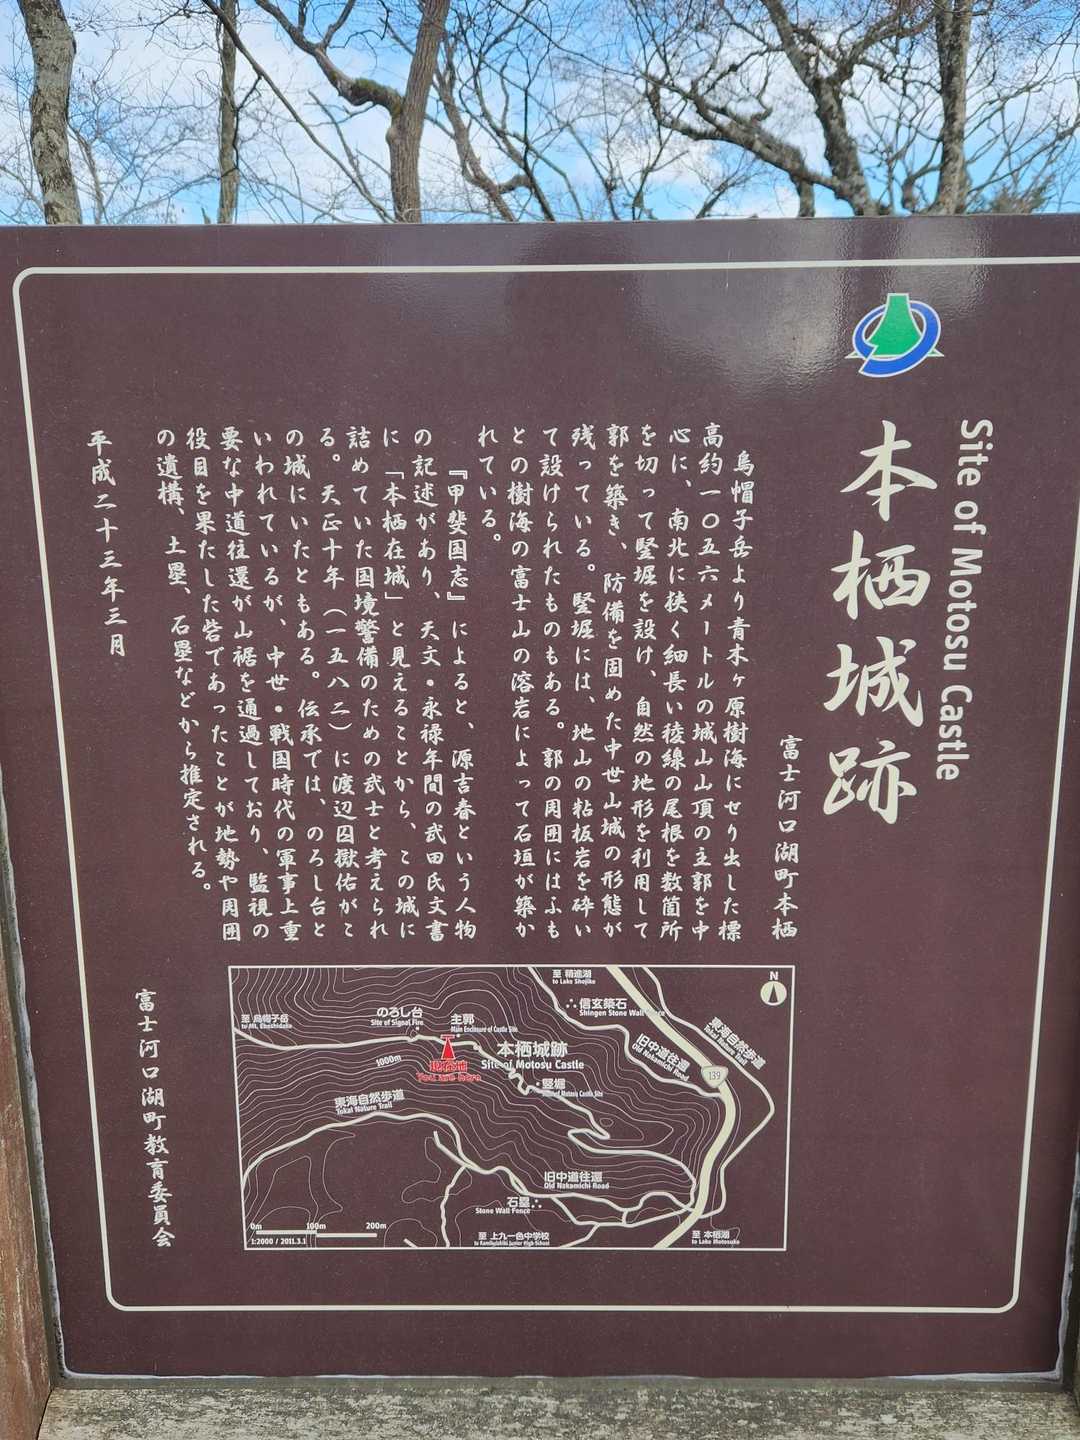 Site of Motosu Castle
本栖城跡
富士河口湖町本栖
烏帽子岳より青木ヶ原樹海にせり出した標
高約一〇五六メートルの城山山頂の主郭を中
心に、南北に狭く細長い稜線の尾根を数箇所
を切って竪堀を設け、自然の地形を利用して
郭を築き、防備を固めた中世山城の形態が
残っている。竪堀には、地山の粘板岩を砕い
て設けられたものもある。郭の周囲にはふも
との樹海の富士山の溶岩によって石垣が築か
れている。
『甲斐国志』によると、源吉春という人物
の記述があり、天文・永禄年間の武田氏文書
に「本栖在城」と見えることから、この城に
詰めていた国境警備のための武士と考えられ
る。天正十年（一五八二）に渡辺囚獄佑がこ
の城にいたともある。伝承では、のろし台と
いわれているが、中世・戦国時代の軍事上重
要な中道往還が山裾を通過しており、監視の
役目を果たした砦であったことが地勢や周囲
の遺構、土塁、石塁などから推定される。
平成二十三年三月
富士河口湖町教育委員会
至 精進湖
to Lake Shojiko
N
信玄築石
Shingen Stone Wall Fence
至 烏帽子岳
to Mt. Eboshidake
のろし台
Site of Signal Fire
主郭
Main Enclosure of Castle Site
東海自然歩道
Tokai Nature Trail
旧中道往還
Old Nakamichi Road
本栖城跡
Site of Motosu Castle
1000m
現在地
You are here
139
竪堀
東海自然歩道
Tokai Nature Trail
旧中道往還
Old Nakamichi Road
石塁
Stone Wall Fence
0m 100m 200m
1:2000 / 2011.3.1
至 上九一色中学校
to Kamikuishiki Junior High School
至 本栖湖
to Lake Motosuko